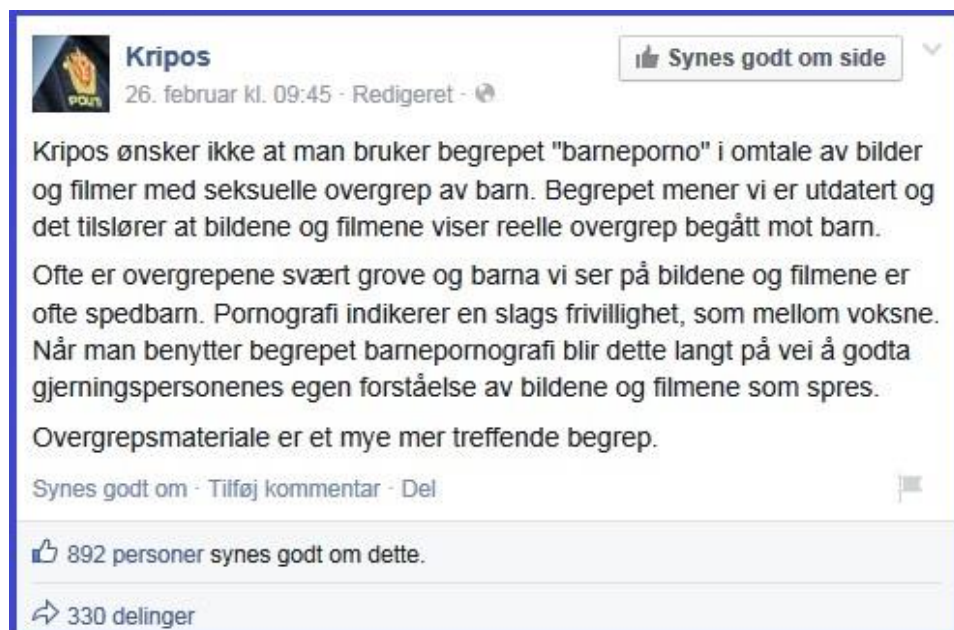 POLITI
Kripos
Synes godt om side
26. februar kl. 09:45 · Redigeret ·
Kripos ønsker ikke at man bruker begrepet "barneporno" i omtale av bilder
og filmer med seksuelle overgrep av barn. Begrepet mener vi er utdatert og
det tilslører at bildene og filmene viser reelle overgrep begått mot barn.
Ofte er overgrepene svært grove og barna vi ser på bildene og filmene er
ofte spedbarn. Pornografi indikerer en slags frivillighet, som mellom voksne.
Når man benytter begrepet barnepornografi blir dette langt på vei å godta
gjerningspersonenes egen forståelse av bildene og filmene som spres.
Overgrepsmateriale er et mye mer treffende begrep.
Synes godt om · Tilføj kommentar · Del
892 personer synes godt om dette.
330 delinger